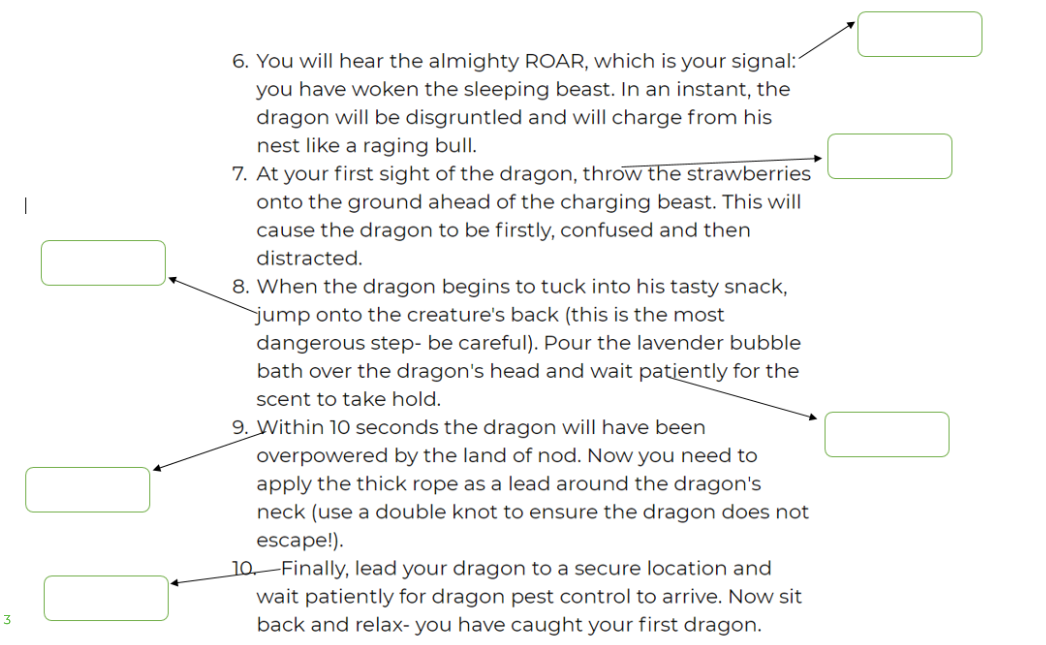 6. You will hear the almighty ROAR, which is your signal:
you have woken the sleeping beast. In an instant, the
dragon will be disgruntled and will charge from his
nest like a raging bull.
7. At your first sight of the dragon, throw the strawberries
onto the ground ahead of the charging beast. This will
cause the dragon to be firstly, confused and then
distracted.
8. When the dragon begins to tuck into his tasty snack,
jump onto the creature's back (this is the most
dangerous step- be careful). Pour the lavender bubble
bath over the dragon's head and wait patiently for the
scent to take hold.
9. Within 10 seconds the dragon will have been
overpowered by the land of nod. Now you need to
apply the thick rope as a lead around the dragon's
neck (use a double knot to ensure the dragon does not
escape!).
10. Finally, lead your dragon to a secure location and
wait patiently for dragon pest control to arrive. Now sit
back and relax- you have caught your first dragon.
3